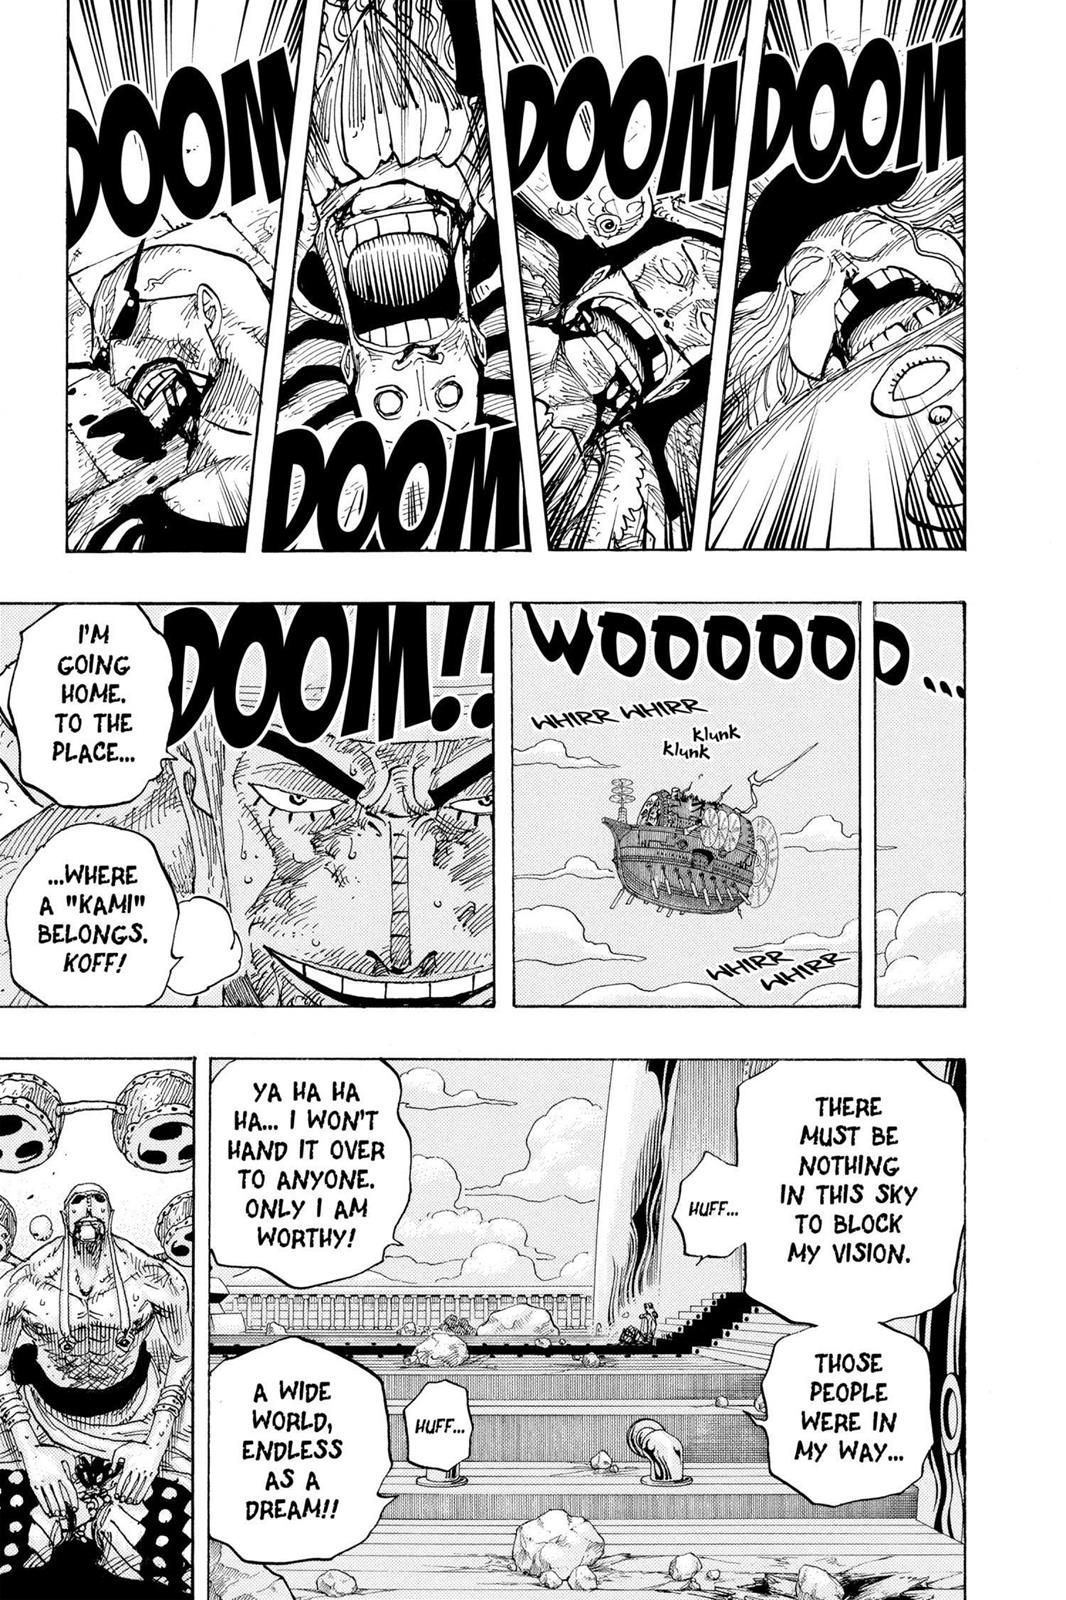 DOOM
DOOM
DOOM
DOOM
WOOOOOO...
WHIRR WHIRR
klunk
klunk
WHIRR
WHIRR
DOOM!!
I'M
GOING
HOME.
TO THE
PLACE...
...WHERE
A "KAMI"
BELONGS.
KOFF!
THERE
MUST BE
NOTHING
IN THIS SKY
TO BLOCK
MY VISION.
HUFF...
THOSE
PEOPLE
WERE IN
MY WAY...
YA HA HA
HA... I WON'T
HAND IT OVER
TO ANYONE.
ONLY I AM
WORTHY!
HUFF...
A WIDE
WORLD,
ENDLESS
AS A
DREAM!!